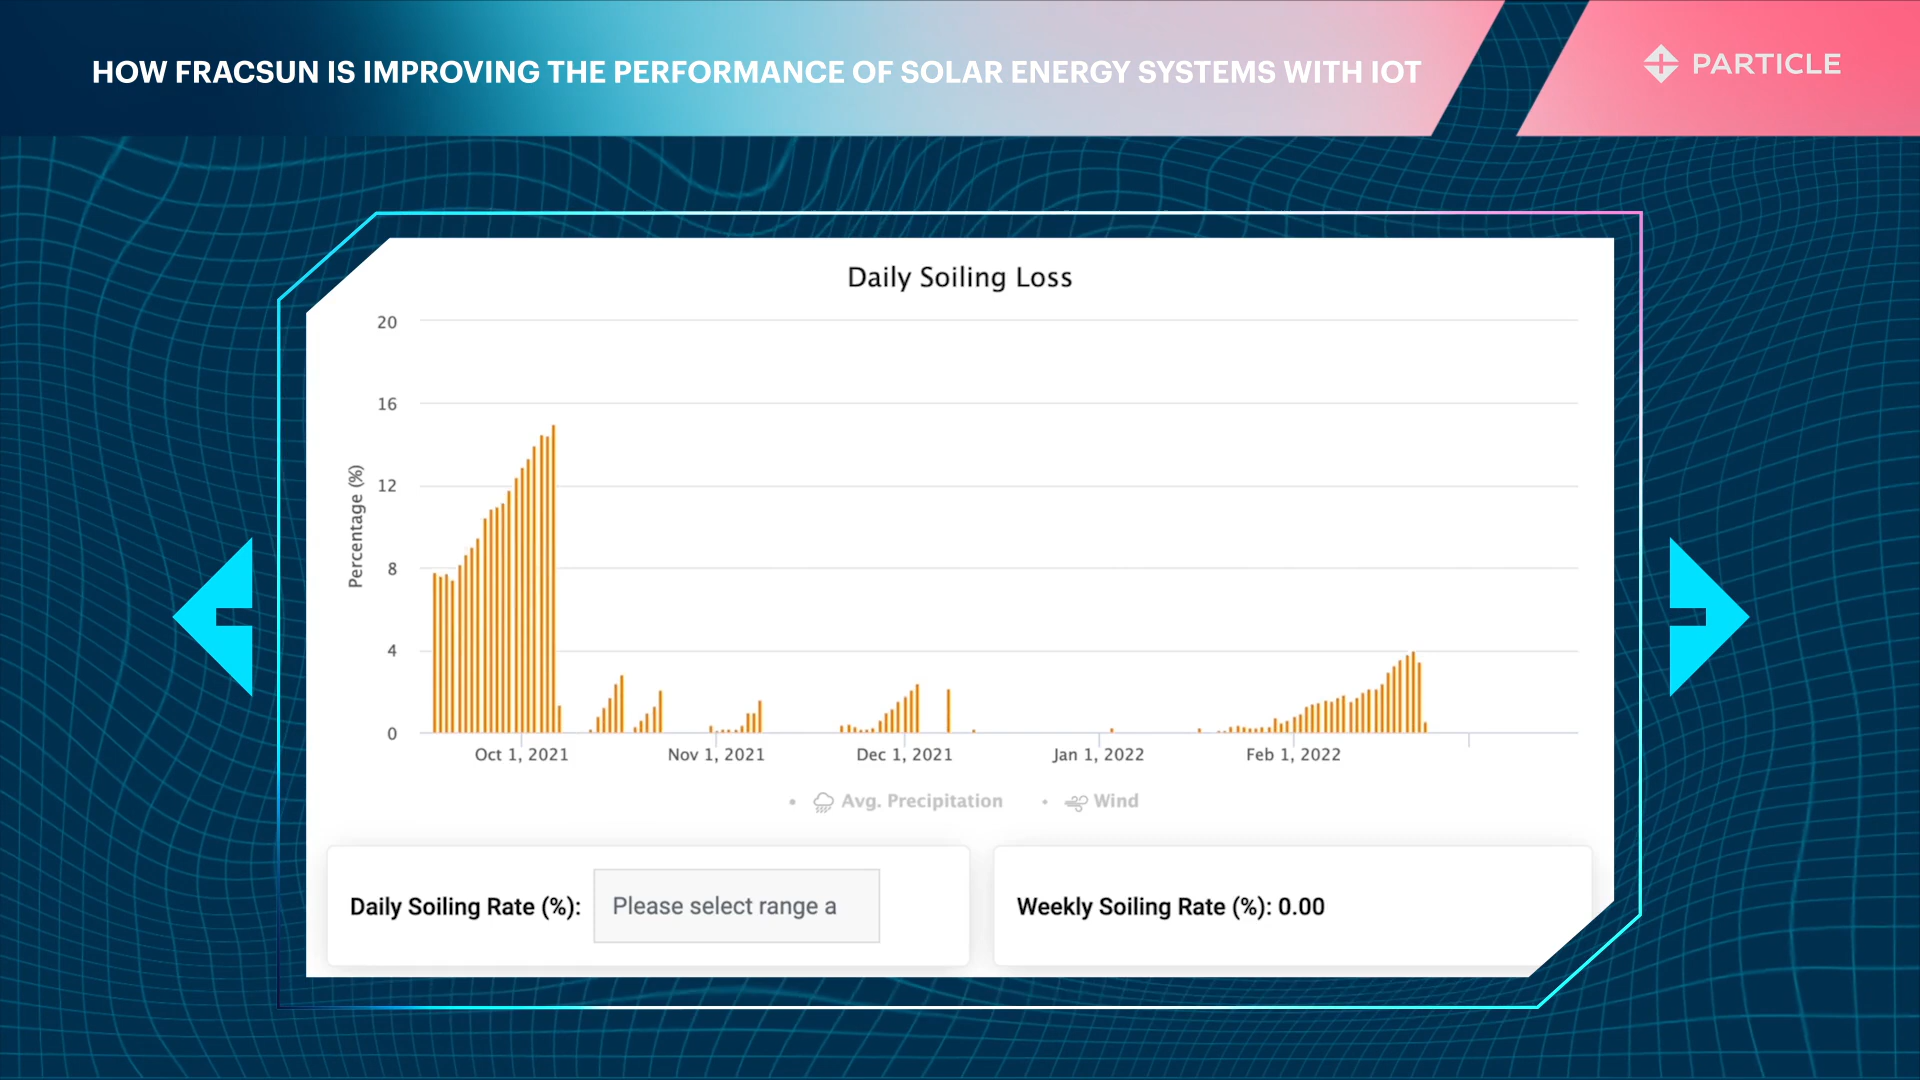 HOW FRACSUN IS IMPROVING THE PERFORMANCE OF SOLAR ENERGY SYSTEMS WITH IOT
PARTICLE
Daily Soiling Loss
Percentage (%)
20
16
12
8
4
0
Oct 1, 2021 Nov 1, 2021 Dec 1, 2021 Jan 1, 2022 Feb 1, 2022
Avg. Precipitation Wind
Daily Soiling Rate (%): Please select range a
Weekly Soiling Rate (%): 0.00